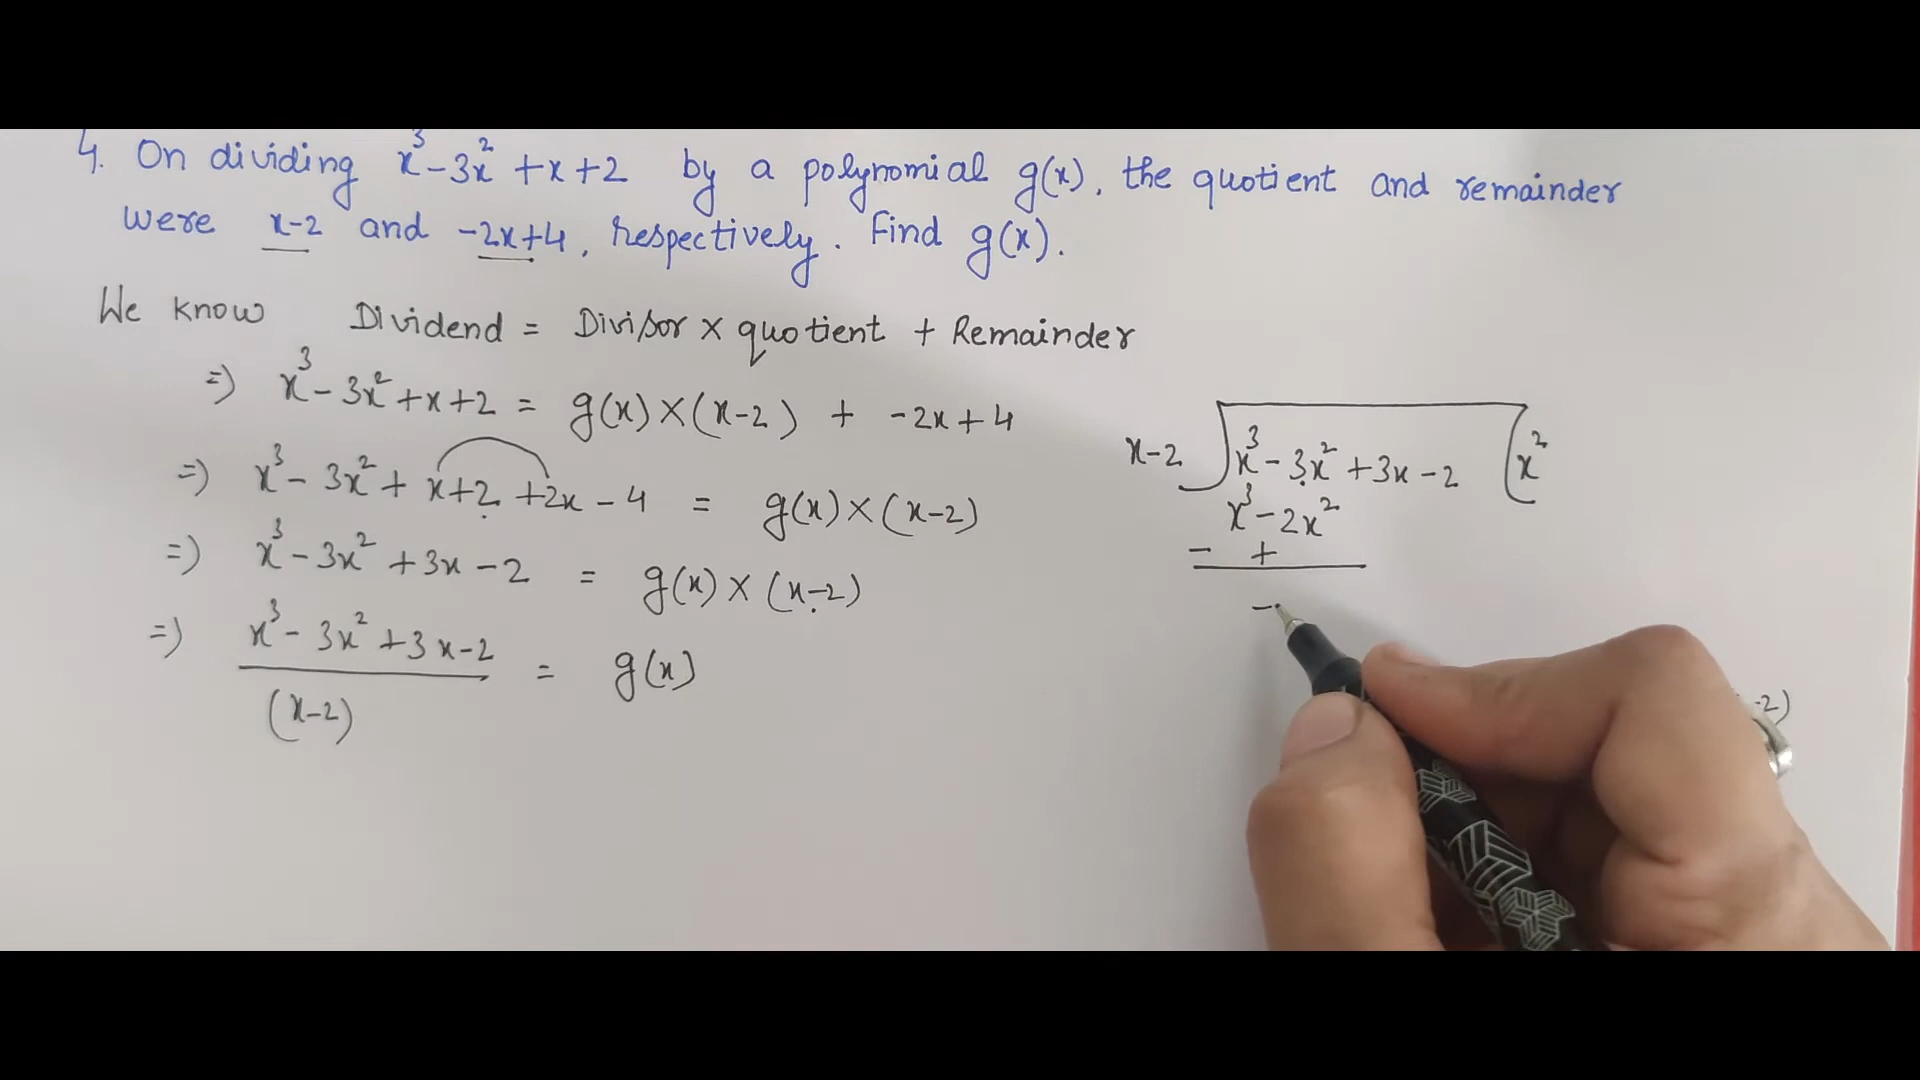 4. On dividing x³-3x²+x+2 by a polynomial g(x), the quotient and remainder
were x-2 and -2x+4, respectively. Find g(x).
We know Dividend = Divisor × quotient + Remainder
=) x³-3x²+x+2 = g(x)×(x-2) + -2x+4
=) x³-3x²+x+2+2x-4 = g(x)×(x-2)
=) x³-3x²+3x-2 = g(x)×(x-2)
=) x³-3x²+3x-2 = g(x)
(x-2)
x-2 ) x³-3x²+3x-2 ( x²
x³-2x²
- +
-
-2)